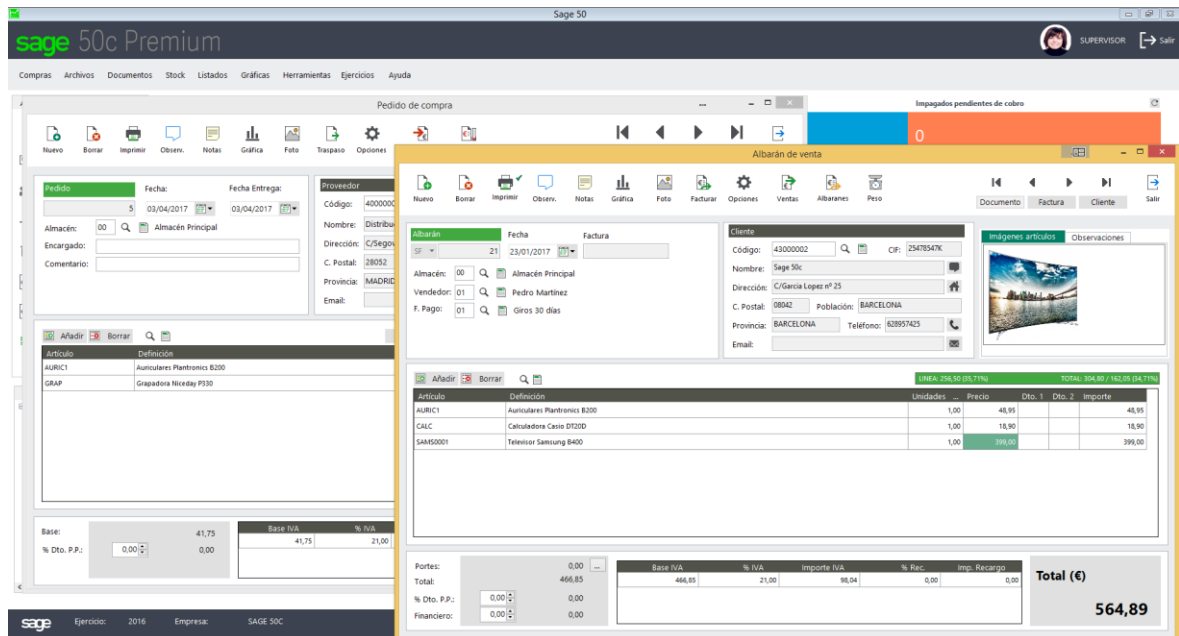 Sage 50
sage 50c Premium
SUPERVISOR Salir
Compras Archivos Documentos Stock Listados Gráficas Herramientas Ejercicios Ayuda
Impagados pendientes de cobro
0
Pedido de compra
Nuevo Borrar Imprimir Observ. Notas Gráfica Foto Traspaso Opciones
Pedido Fecha: Fecha Entrega:
5 03/04/2017 03/04/2017
Almacén: 00 Almacén Principal
Encargado:
Comentario:
Proveedor
Código: 4000000
Nombre: Distribu
Dirección: C/Segov
C. Postal: 28052
Provincia: MADRID
Email:
Añadir Borrar
Artículo Definición
AURIC1 Auriculares Plantronics B200
GRAP Grapadora Niceday P330
Base: 41,75
% Dto. P.P.: 0,00 0,00
Base IVA % IVA
41,75 21,00
Albarán de venta
Nuevo Borrar Imprimir Observ. Notas Gráfica Foto Facturar Opciones Ventas Albaranes Peso
Documento Factura Cliente Salir
Albarán Fecha Factura
SF 21 23/01/2017
Almacén: 00 Almacén Principal
Vendedor: 01 Pedro Martínez
F. Pago: 01 Giros 30 días
Cliente
Código: 43000002 CIF: 25478547K
Nombre: Sage 50c
Dirección: C/Garcia Lopez nº 25
C. Postal: 08042 Población: BARCELONA
Provincia: BARCELONA Teléfono: 628957425
Email:
Imágenes artículos Observaciones
Añadir Borrar
LINEA: 256,50 (35,71%) TOTAL: 304,80 / 162,05 (34,71%)
Artículo Definición Unidades ... Precio Dto. 1 Dto. 2 Importe
AURIC1 Auriculares Plantronics B200 1,00 48,95 48,95
CALC Calculadora Casio DT20D 1,00 18,90 18,90
SAMS0001 Televisor Samsung B400 1,00 399,00 399,00
Portes: 0,00 ...
Total: 466,85
% Dto. P.P.: 0,00 0,00
Financiero: 0,00 0,00
Base IVA % IVA Importe IVA % Rec. Imp. Recargo
466,85 21,00 98,04 0,00 0,00
Total (€)
564,89
sage Ejercicio: 2016 Empresa: SAGE 50C